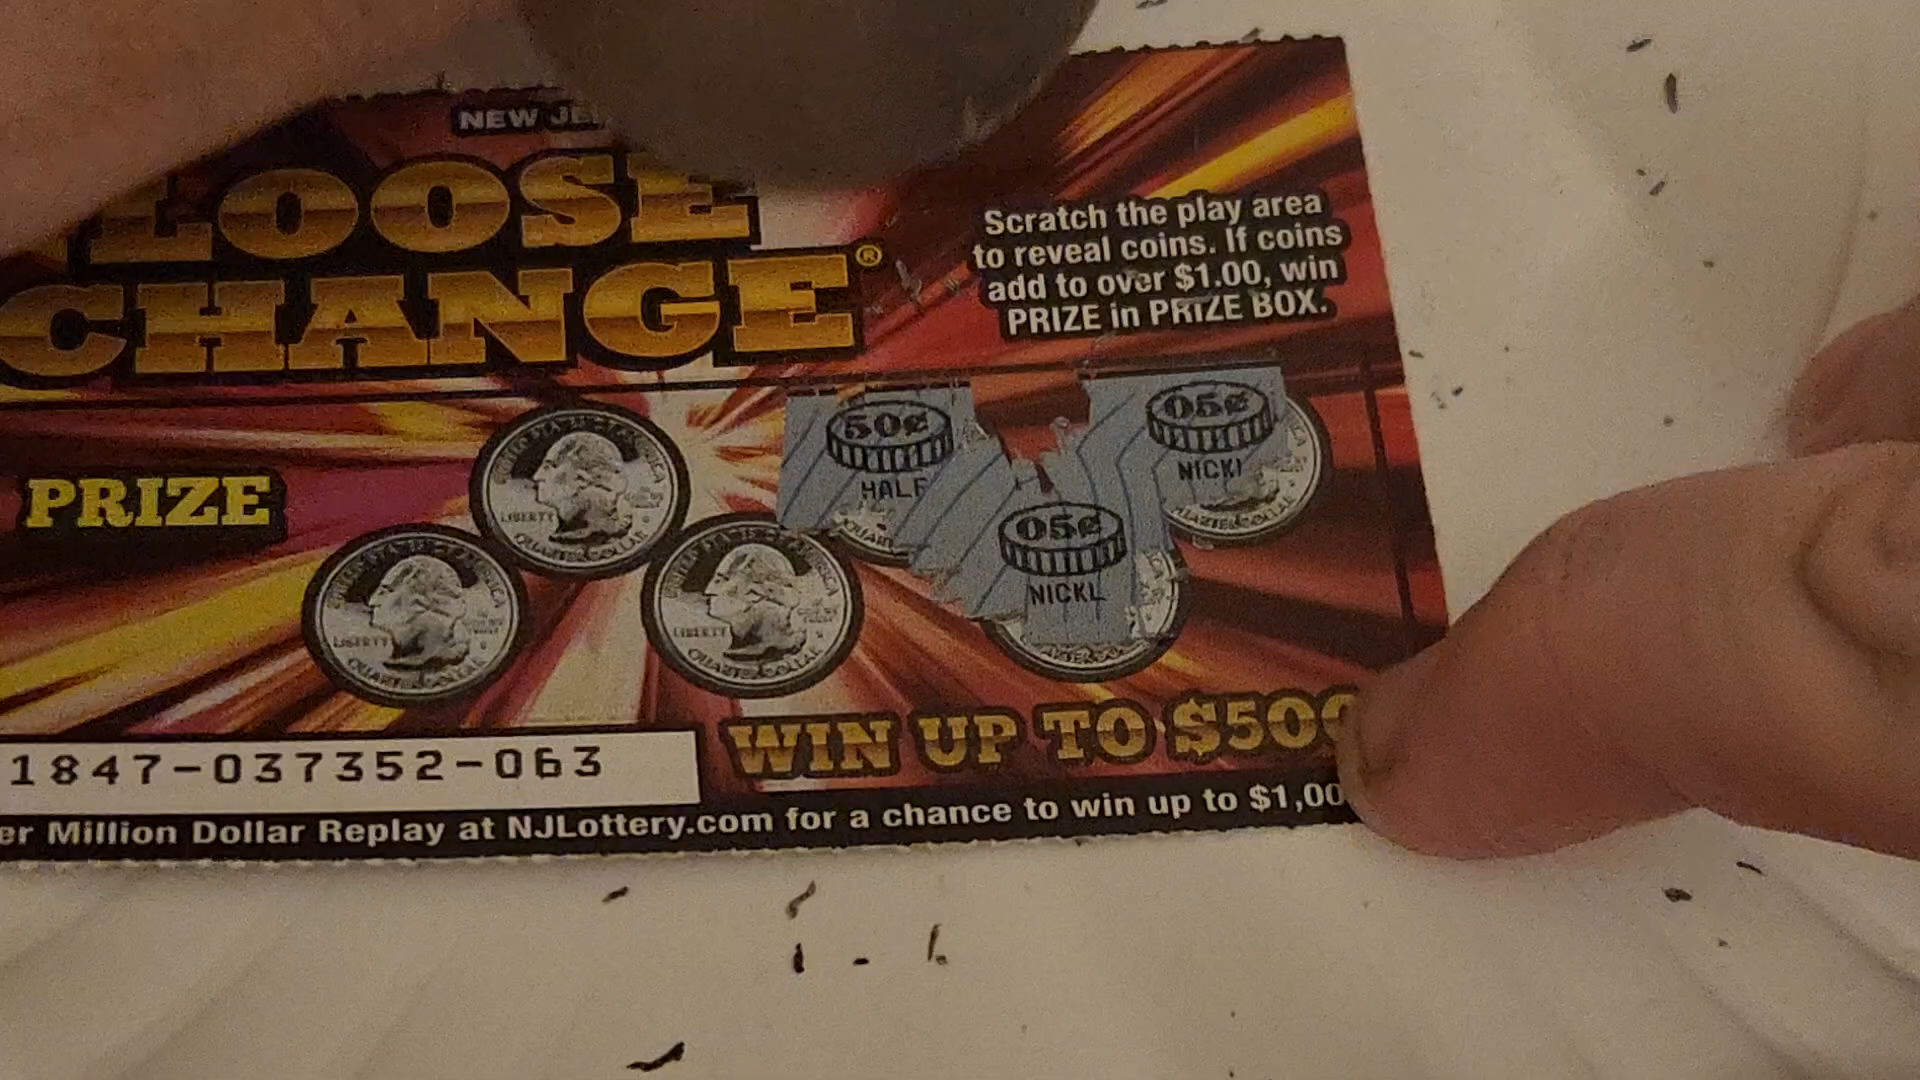 NEW
LOOSE
CHANGE®
Scratch the play area
to reveal coins. If coins
add to over $1.00, win
PRIZE in PRIZE BOX.
PRIZE
50¢
HALF
05¢
NICKL
05¢
NICKL
LIBERTY
QUARTER DOLLAR
LIBERTY
QUARTER DOLLAR
LIBERTY
QUARTER DOLLAR
1847-037352-063
WIN UP TO $500
er Million Dollar Replay at NJLottery.com for a chance to win up to $1,00